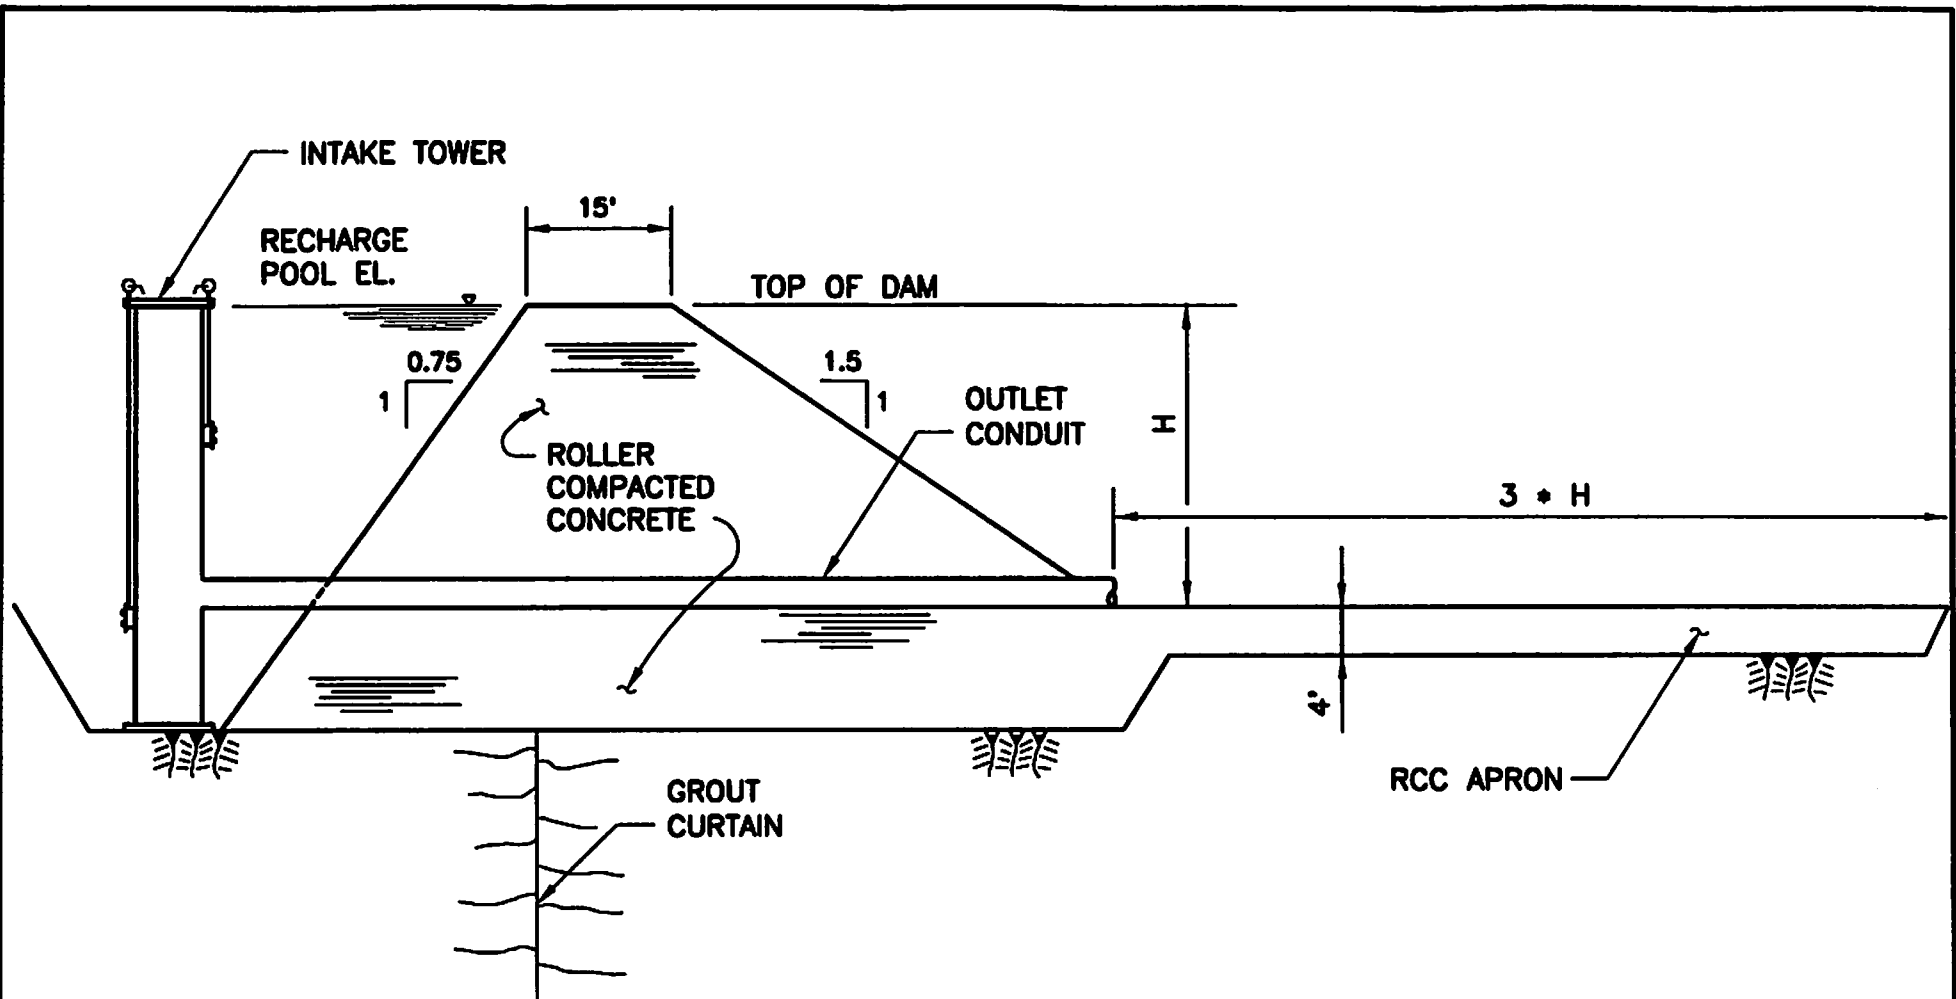 INTAKE TOWER
15'
RECHARGE
POOL EL.
TOP OF DAM
0.75
1
1.5
1
OUTLET
CONDUIT
H
ROLLER
COMPACTED
CONCRETE
3 * H
4'
GROUT
CURTAIN
RCC APRON